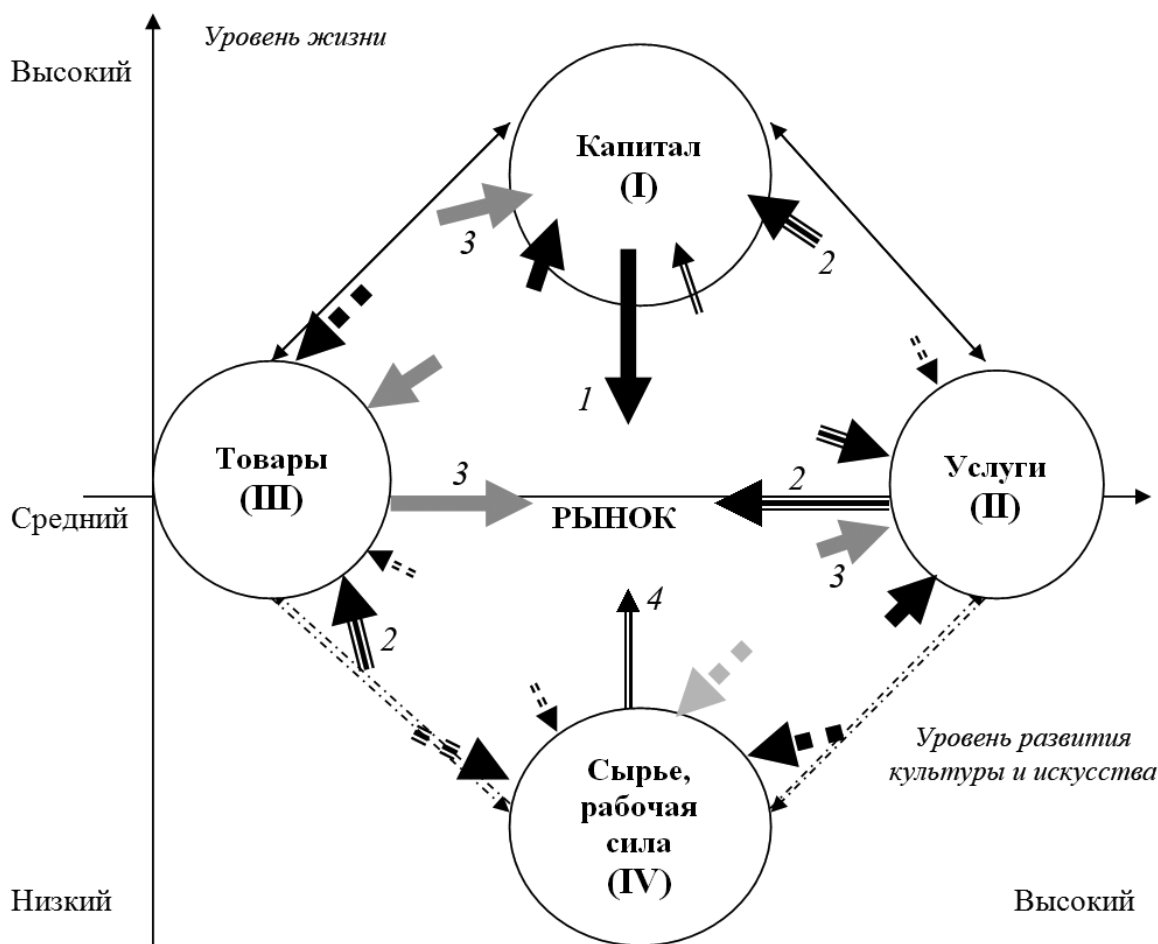 Уровень жизни
Высокий
Капитал
(I)
3
2
1
Товары
(III)
3
Услуги
(II)
2
Средний
РЫНОК
3
4
2
Уровень развития
культуры и искусства
Сырье,
рабочая
сила
(IV)
Низкий
Высокий